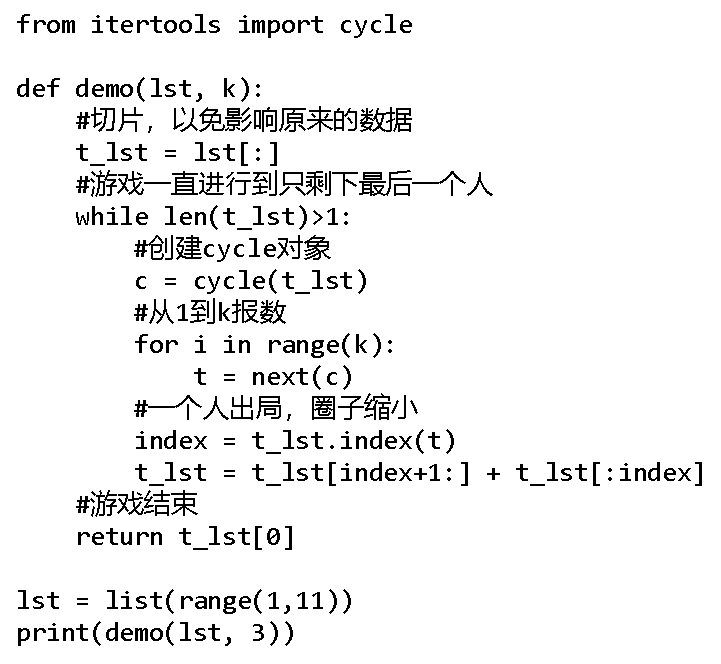 from itertools import cycle

def demo(lst, k):
    #切片，以免影响原来的数据
    t_lst = lst[:]
    #游戏一直进行到只剩下最后一个人
    while len(t_lst)>1:
        #创建cycle对象
        c = cycle(t_lst)
        #从1到k报数
        for i in range(k):
            t = next(c)
        #一个人出局，圈子缩小
        index = t_lst.index(t)
        t_lst = t_lst[index+1:] + t_lst[:index]
    #游戏结束
    return t_lst[0]

lst = list(range(1,11))
print(demo(lst, 3))